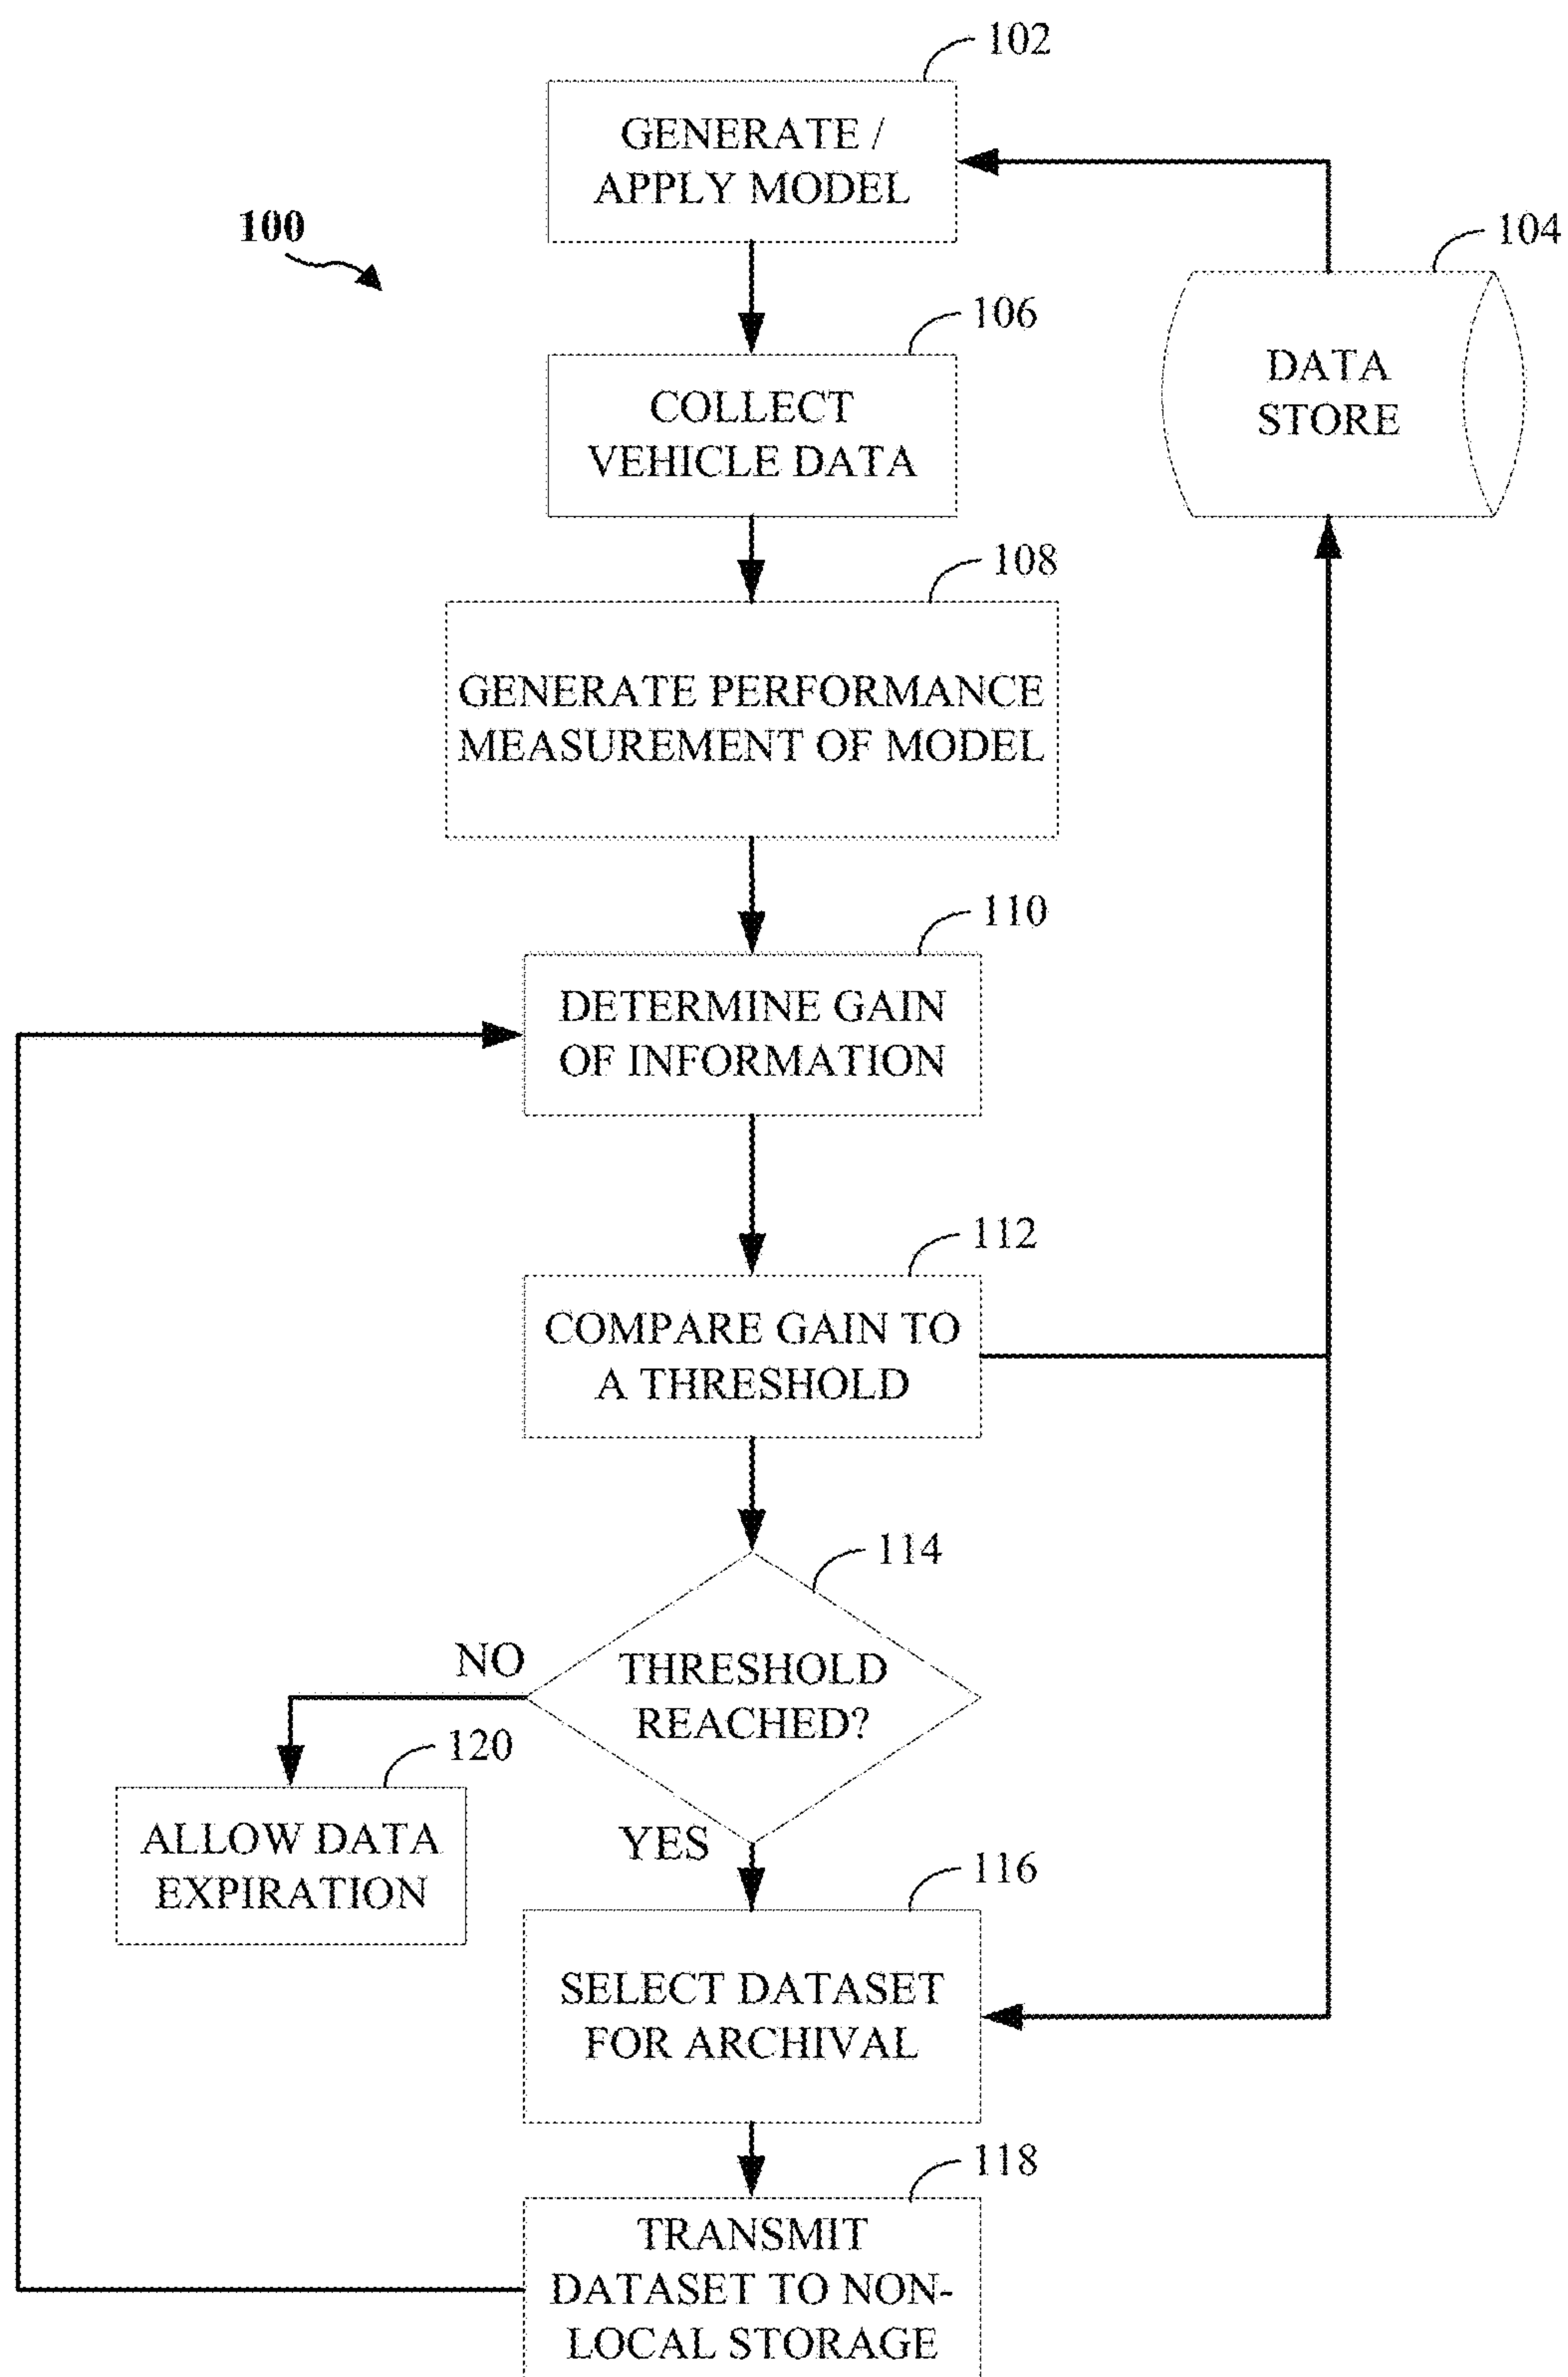 102
GENERATE /
APPLY MODEL
100
104
DATA
STORE
106
COLLECT
VEHICLE DATA
108
GENERATE PERFORMANCE
MEASUREMENT OF MODEL
110
DETERMINE GAIN
OF INFORMATION
112
COMPARE GAIN TO
A THRESHOLD
114
THRESHOLD
REACHED?
NO
120
ALLOW DATA
EXPIRATION
YES
116
SELECT DATASET
FOR ARCHIVAL
118
TRANSMIT
DATASET TO NON-
LOCAL STORAGE